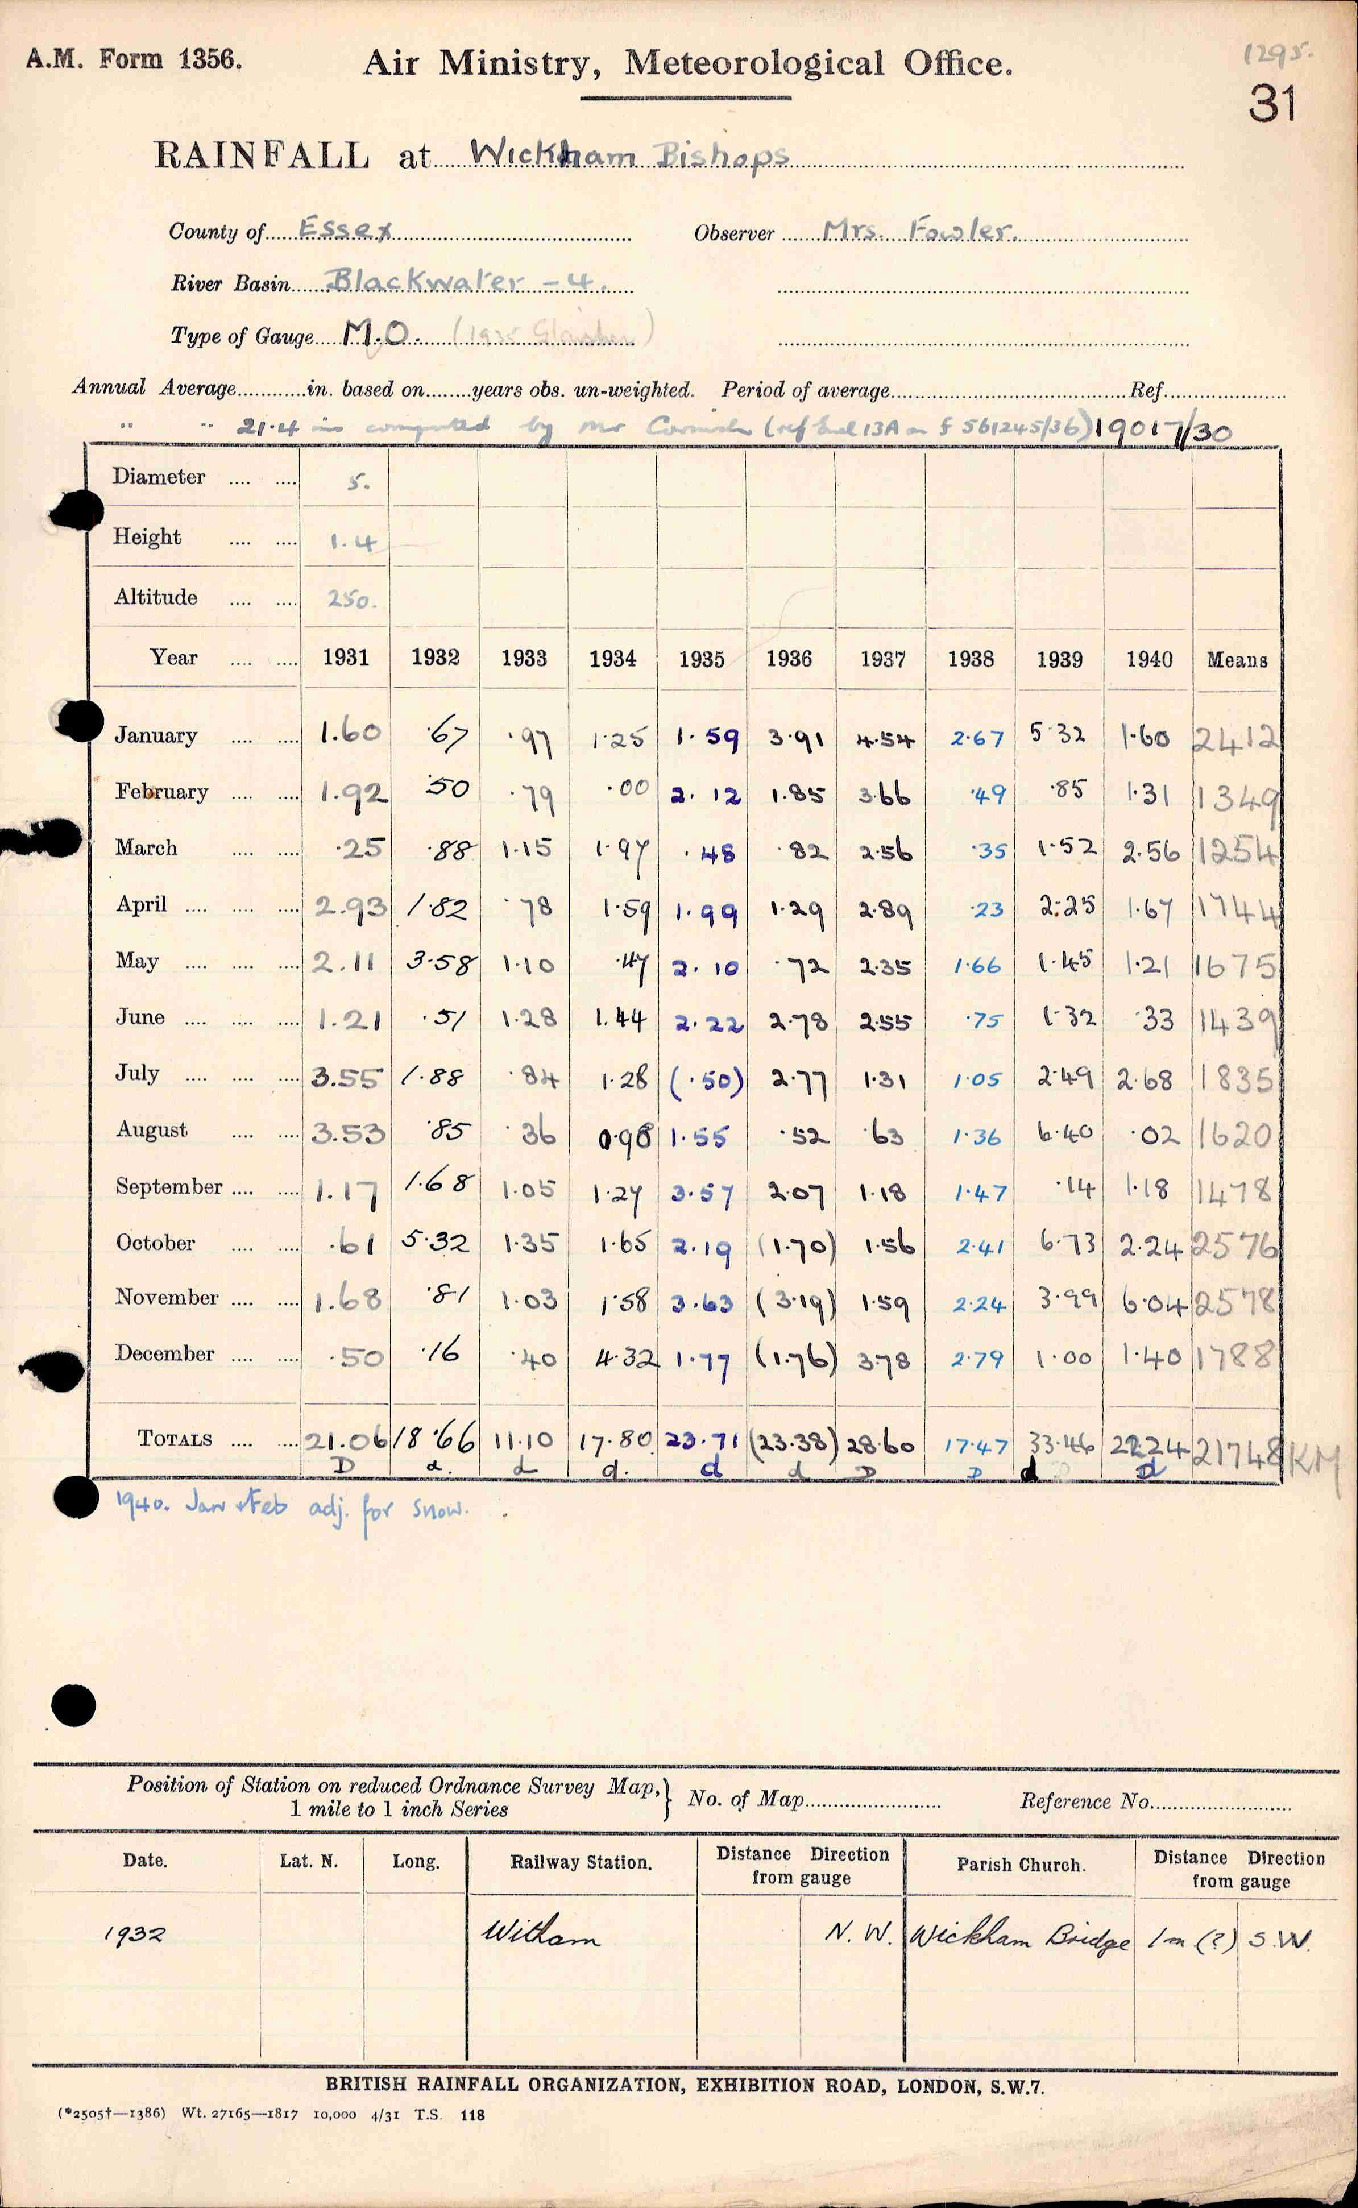 A.M. Form 1356. Air Ministry, Meteorological Office. 1295.
31
RAINFALL at Wickham Bishops
County of Essex Observer Mrs. Fowler.
River Basin Blackwater - 4.
Type of Gauge M.O. (1935 Glaisher)
Annual Average............in. based on........years obs. un-weighted. Period of average.................... Ref....................
" " 21.4 ins computed by Mr Cornish (ref 13A on f 561245/36) 19017/30
Diameter .... .... 5.
Height .... .... 1.4
Altitude .... .... 250.
Year .... .... 1931 1932 1933 1934 1935 1936 1937 1938 1939 1940 Means
January .... .... 1.60 .67 .97 1.25 1.59 3.91 4.54 2.67 5.32 1.60 2412
February .... .... 1.92 .50 .79 .00 2.12 1.85 3.66 .49 .85 1.31 1349
March .... .... .25 .88 1.15 1.97 .48 .82 2.56 .35 1.52 2.56 1254
April .... .... .... 2.93 1.82 .78 1.59 1.99 1.29 2.89 .23 2.25 1.67 1744
May .... .... .... 2.11 3.58 1.10 .47 2.10 .72 2.35 1.66 1.45 1.21 1675
June .... .... .... 1.21 .51 1.28 1.44 2.22 2.78 2.55 .75 1.32 .33 1439
July .... .... .... 3.55 1.88 .84 1.28 (.50) 2.77 1.31 1.05 2.49 2.68 1835
August .... .... 3.53 .85 .36 0.98 1.55 .52 .63 1.36 6.40 .02 1620
September .... .... 1.17 1.68 1.05 1.27 3.57 2.07 1.18 1.47 .14 1.18 1478
October .... .... .61 5.32 1.35 1.65 2.19 (1.70) 1.56 2.41 6.73 2.24 2576
November .... .... 1.68 .81 1.03 1.58 3.63 (3.19) 1.59 2.24 3.99 6.04 2578
December .... .... .50 .16 .40 4.32 1.77 (1.76) 3.78 2.79 1.00 1.40 1788
TOTALS .... .... 21.06 18.66 11.10 17.80 23.71 (23.38) 28.60 17.47 33.46 22.24 21748 KM
D d. d d. d d D D d D d
1940. Jan & Feb adj. for snow.
Position of Station on reduced Ordnance Survey Map, } No. of Map........................ Reference No.........................
1 mile to 1 inch Series
Date. Lat. N. Long. Railway Station. Distance Direction from gauge Parish Church. Distance Direction from gauge
1932 Witham N.W. Wickham Bridge 1m (?) S.W.
BRITISH RAINFALL ORGANIZATION, EXHIBITION ROAD, LONDON, S.W.7.
(*2505†—1386) Wt. 27165—1817 10,000 4/31 T.S. 118